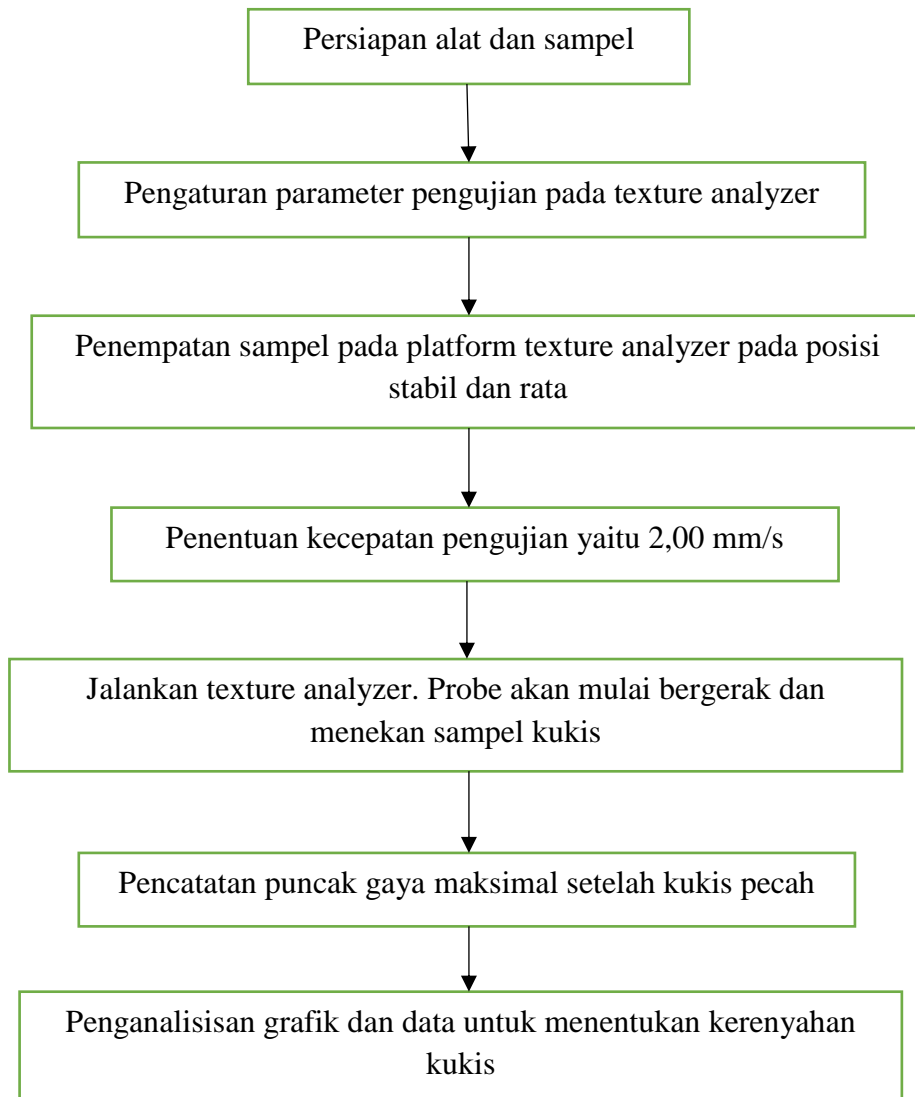 Persiapan alat dan sampel
Pengaturan parameter pengujian pada texture analyzer
Penempatan sampel pada platform texture analyzer pada posisi
stabil dan rata
Penentuan kecepatan pengujian yaitu 2,00 mm/s
Jalankan texture analyzer. Probe akan mulai bergerak dan
menekan sampel kukis
Pencatatan puncak gaya maksimal setelah kukis pecah
Penganalisisan grafik dan data untuk menentukan kerenyahan
kukis